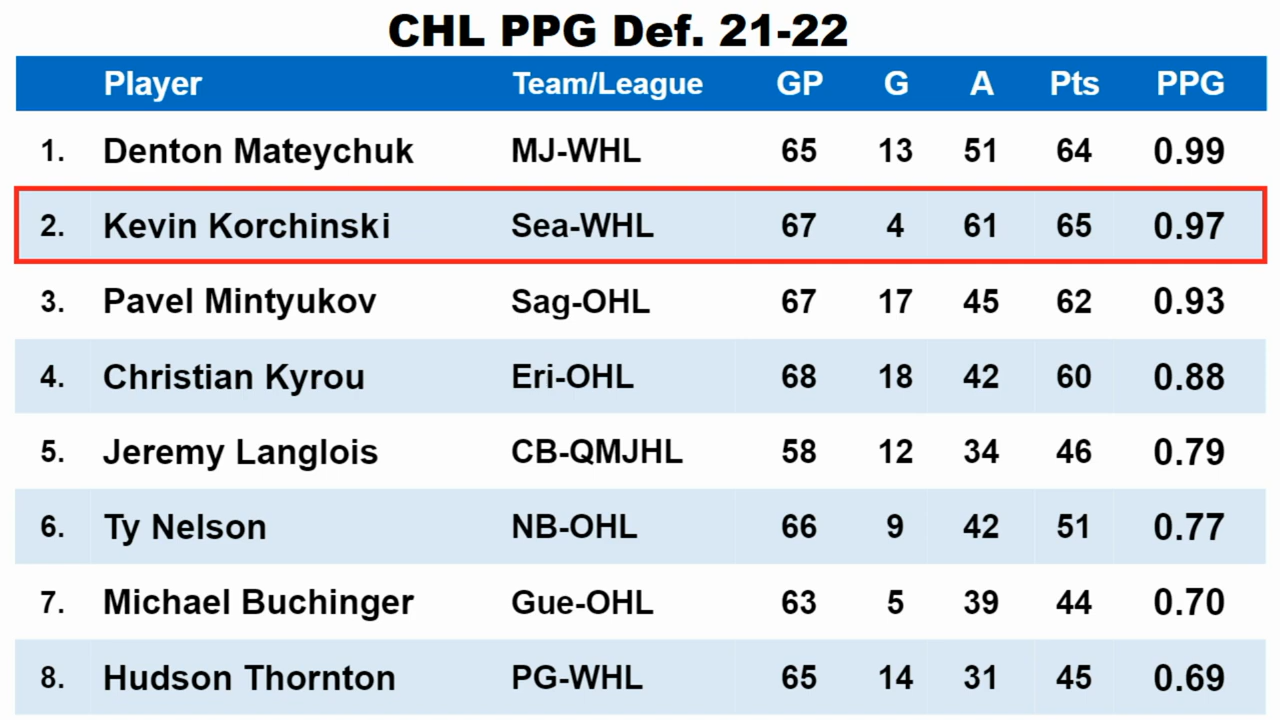 CHL PPG Def. 21-22
Player Team/League GP G A Pts PPG
1. Denton Mateychuk MJ-WHL 65 13 51 64 0.99
2. Kevin Korchinski Sea-WHL 67 4 61 65 0.97
3. Pavel Mintyukov Sag-OHL 67 17 45 62 0.93
4. Christian Kyrou Eri-OHL 68 18 42 60 0.88
5. Jeremy Langlois CB-QMJHL 58 12 34 46 0.79
6. Ty Nelson NB-OHL 66 9 42 51 0.77
7. Michael Buchinger Gue-OHL 63 5 39 44 0.70
8. Hudson Thornton PG-WHL 65 14 31 45 0.69